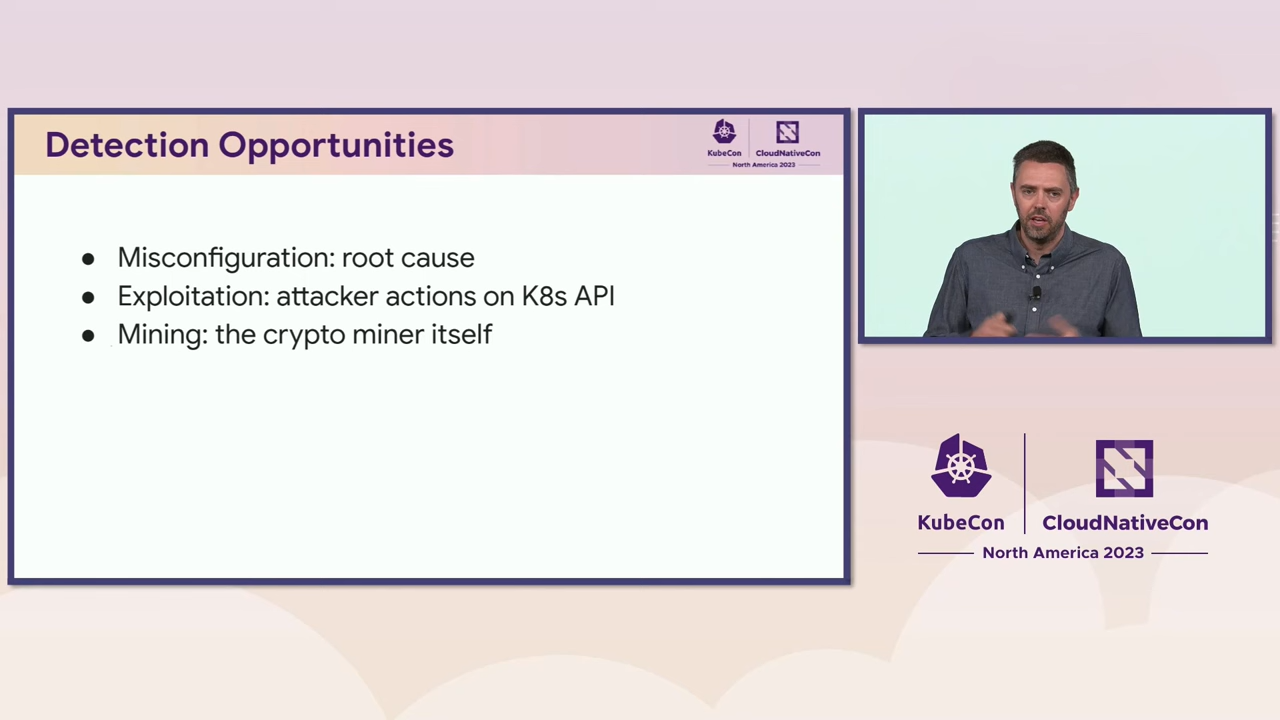 Detection Opportunities
KubeCon
CloudNativeCon
North America 2023
● Misconfiguration: root cause
● Exploitation: attacker actions on K8s API
● Mining: the crypto miner itself
KubeCon
CloudNativeCon
North America 2023